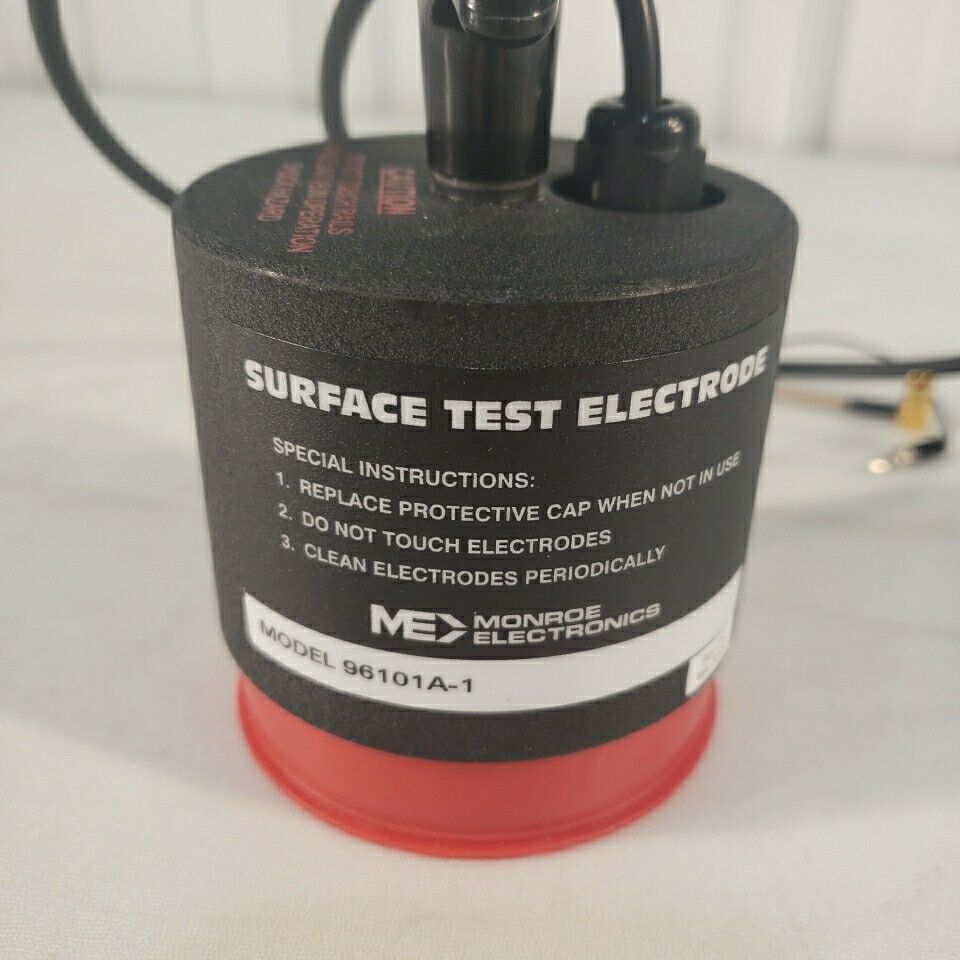 CAUTION
SURFACE TEST ELECTRODE
SPECIAL INSTRUCTIONS:
1. REPLACE PROTECTIVE CAP WHEN NOT IN USE
2. DO NOT TOUCH ELECTRODES
3. CLEAN ELECTRODES PERIODICALLY
ME MONROE
ELECTRONICS
MODEL 96101A-1